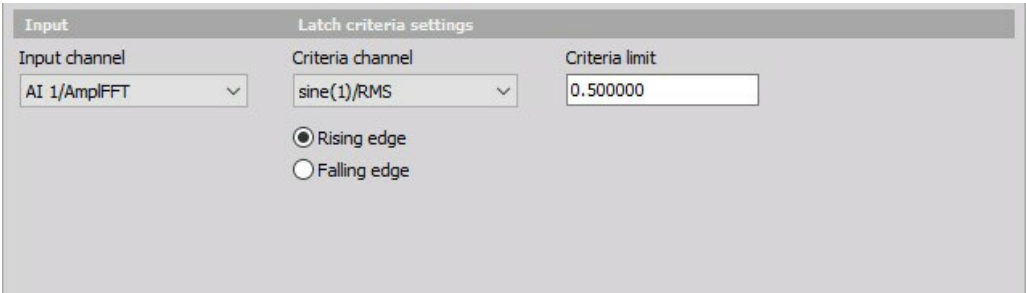 Input Latch criteria settings
Input channel Criteria channel Criteria limit
AI 1/AmplFFT sine(1)/RMS 0.500000
Rising edge
Falling edge